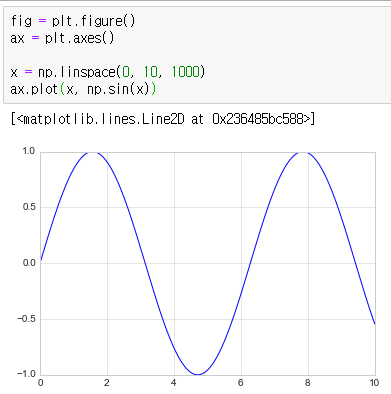 fig = plt.figure()
ax = plt.axes()
x = np.linspace(0, 10, 1000)
ax.plot(x, np.sin(x))
[<matplotlib.lines.Line2D at 0x236485bc588>]
1.0
0.5
0.0
−0.5
−1.0
0 2 4 6 8 10